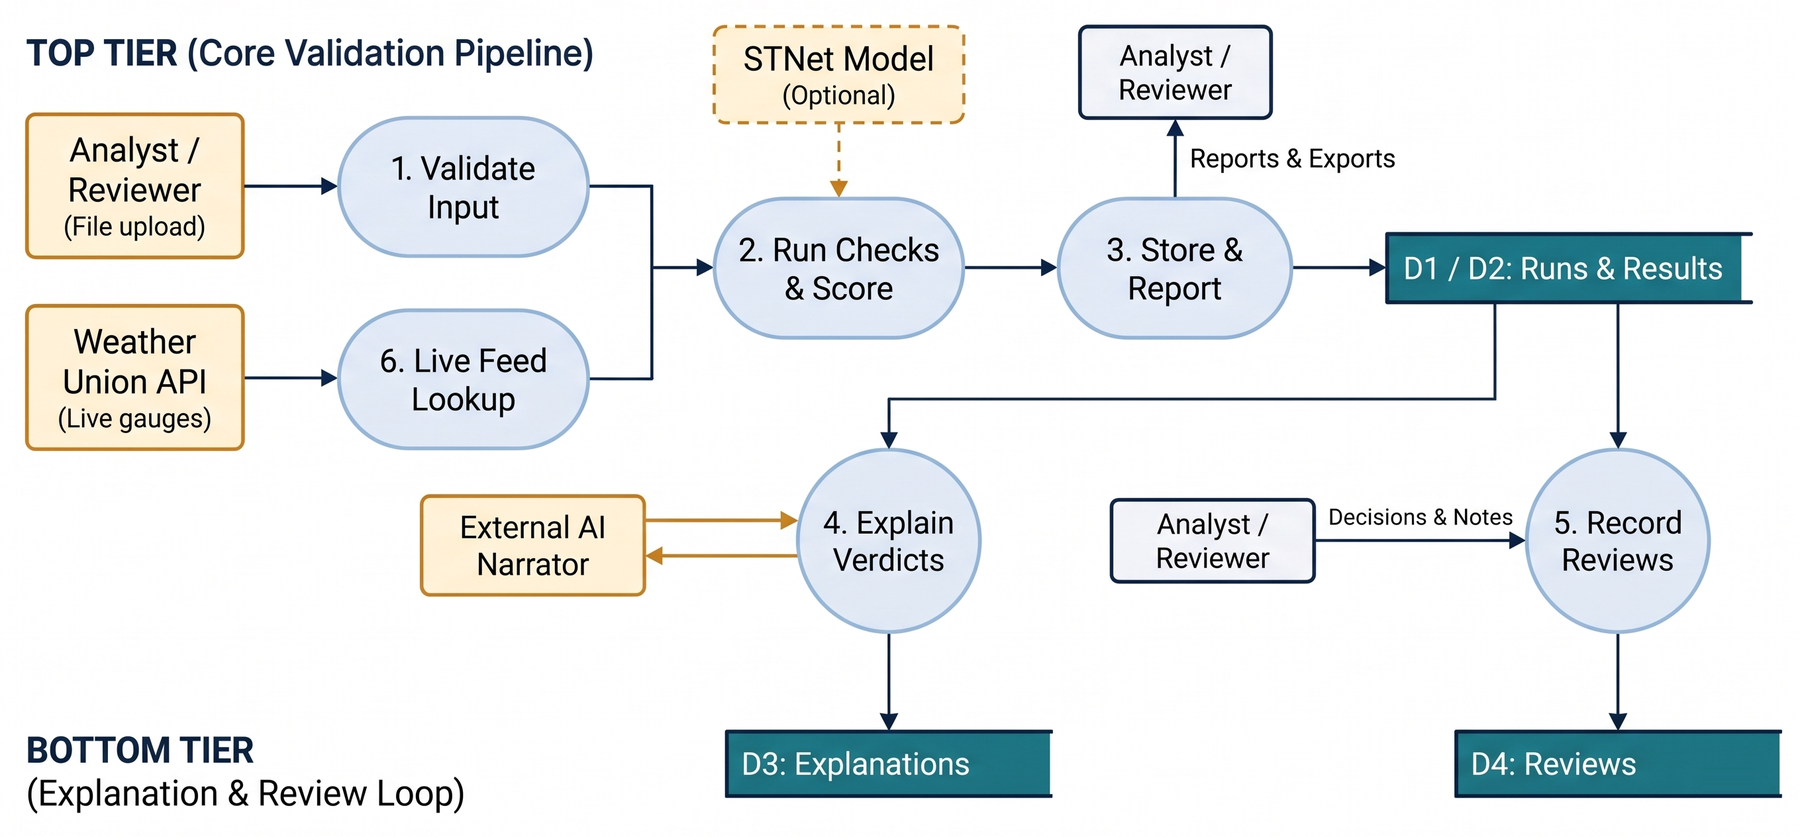 TOP TIER (Core Validation Pipeline)
STNet Model
(Optional)
Analyst /
Reviewer
Reports & Exports
Analyst /
Reviewer
(File upload)
1. Validate
Input
2. Run Checks
& Score
3. Store &
Report
D1 / D2: Runs & Results
Weather
Union API
(Live gauges)
6. Live Feed
Lookup
External AI
Narrator
4. Explain
Verdicts
Analyst /
Reviewer
Decisions & Notes
5. Record
Reviews
BOTTOM TIER
(Explanation & Review Loop)
D3: Explanations
D4: Reviews